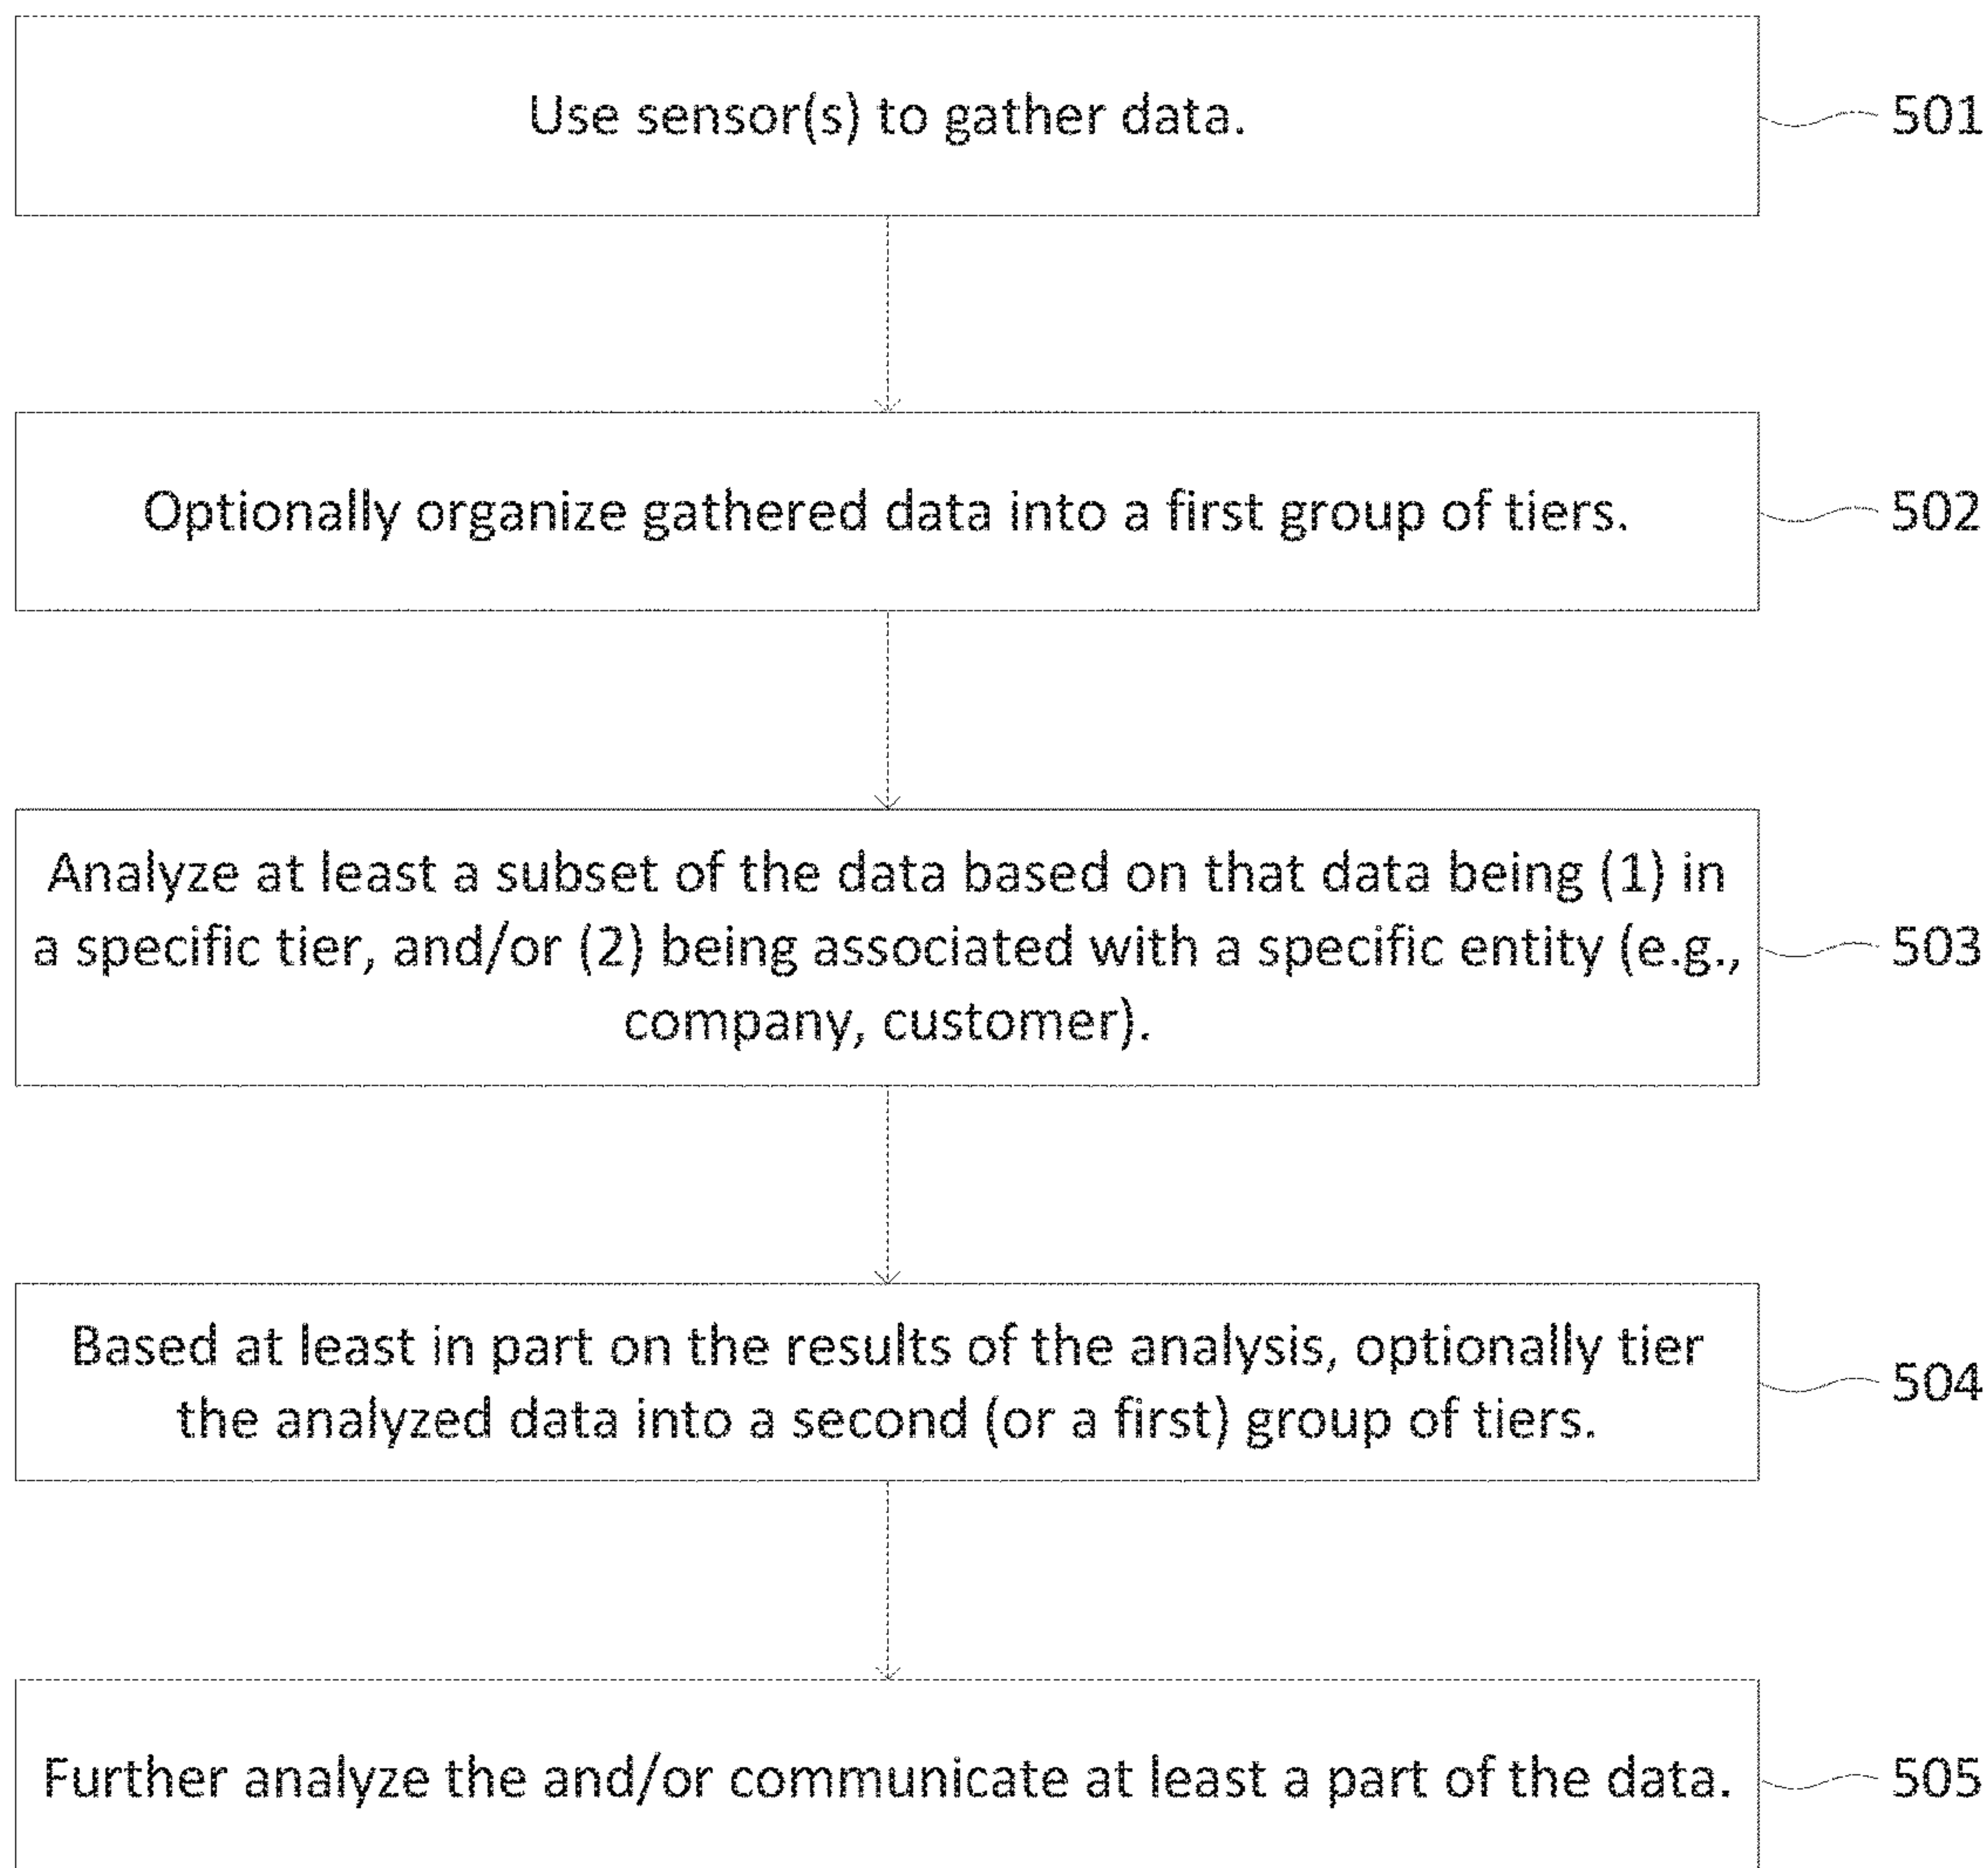 Use sensor(s) to gather data.
501
Optionally organize gathered data into a first group of tiers.
502
Analyze at least a subset of the data based on that data being (1) in
a specific tier, and/or (2) being associated with a specific entity (e.g.,
company, customer).
503
Based at least in part on the results of the analysis, optionally tier
the analyzed data into a second (or a first) group of tiers.
504
Further analyze the and/or communicate at least a part of the data.
505